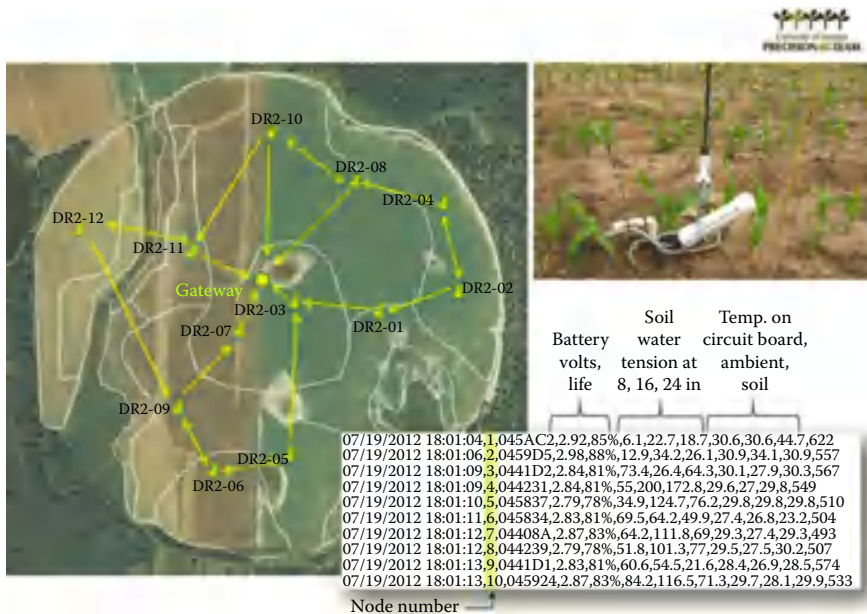 University of Georgia
DR2-10
DR2-08
DR2-04
DR2-12
DR2-11
Gateway
DR2-03
DR2-02
DR2-07
DR2-01
DR2-09
DR2-05
DR2-06
Battery
volts,
life
Soil
water
tension at
8, 16, 24 in
Temp. on
circuit board,
ambient,
soil
07/19/2012 18:01:04,1,045AC2,2.92,85%,6.1,22.7,18.7,30.6,30.6,44.7,622
07/19/2012 18:01:06,2,0459D5,2.98,88%,12.9,34.2,26.1,30.9,34.1,30.9,557
07/19/2012 18:01:09,3,0441D2,2.84,81%,73.4,26.4,64.3,30.1,27.9,30.3,567
07/19/2012 18:01:09,4,044231,2.84,81%,55,200,172.8,29.6,27,29.8,549
07/19/2012 18:01:10,5,045837,2.79,78%,34.9,124.7,76.2,29.8,29.8,29.8,510
07/19/2012 18:01:11,6,045834,2.83,81%,69.5,64.2,49.9,27.4,26.8,23.2,504
07/19/2012 18:01:12,7,04408A,2.87,83%,64.2,111.8,69,29.3,27.4,29.3,493
07/19/2012 18:01:12,8,044239,2.79,78%,51.8,101.3,77,29.5,27.5,30.2,507
07/19/2012 18:01:13,9,0441D1,2.83,81%,60.6,54.5,21.6,28.4,26.9,28.5,574
07/19/2012 18:01:13,10,045924,2.87,83%,84.2,116.5,71.3,29.7,28.1,29.9,533
Node number